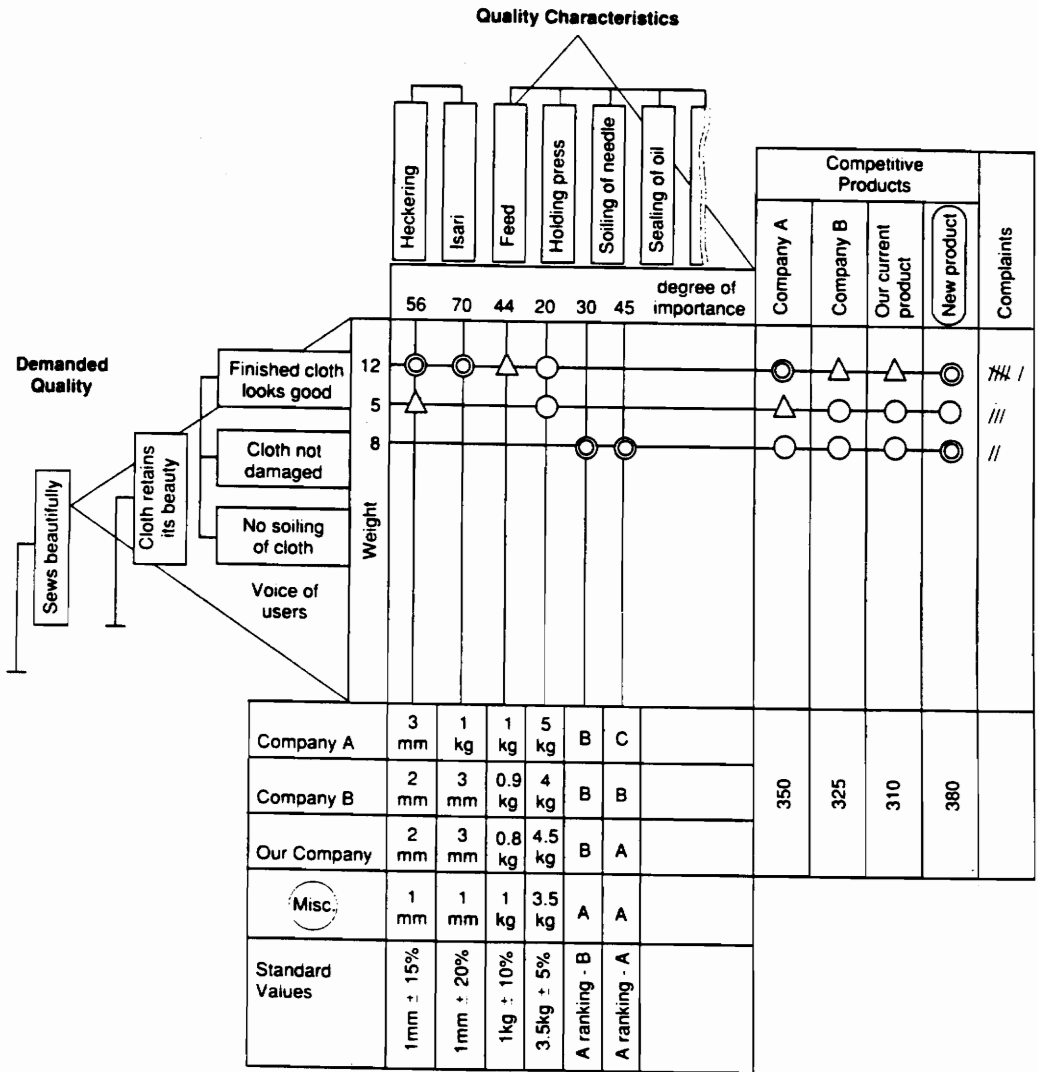 Quality Characteristics
Heckering
Isari
Feed
Holding press
Soiling of needle
Sealing of oil
Competitive
Products
Company A
Company B
Our current
product
New product
Complaints
degree of
importance
56 70 44 20 30 45
Demanded
Quality
Sews beautifully
Cloth retains
its beauty
Finished cloth
looks good
Cloth not
damaged
No soiling
of cloth
Voice of
users
Weight
12
5
8
Company A
3 mm
1 kg
1 kg
5 kg
B
C
Company B
2 mm
3 mm
0.9 kg
4 kg
B
B
Our Company
2 mm
3 mm
0.8 kg
4.5 kg
B
A
Misc.
1 mm
1 mm
1 kg
3.5 kg
A
A
Standard
Values
1mm ± 15%
1mm ± 20%
1kg ± 10%
3.5kg ± 5%
A ranking - B
A ranking - A
350
325
310
380